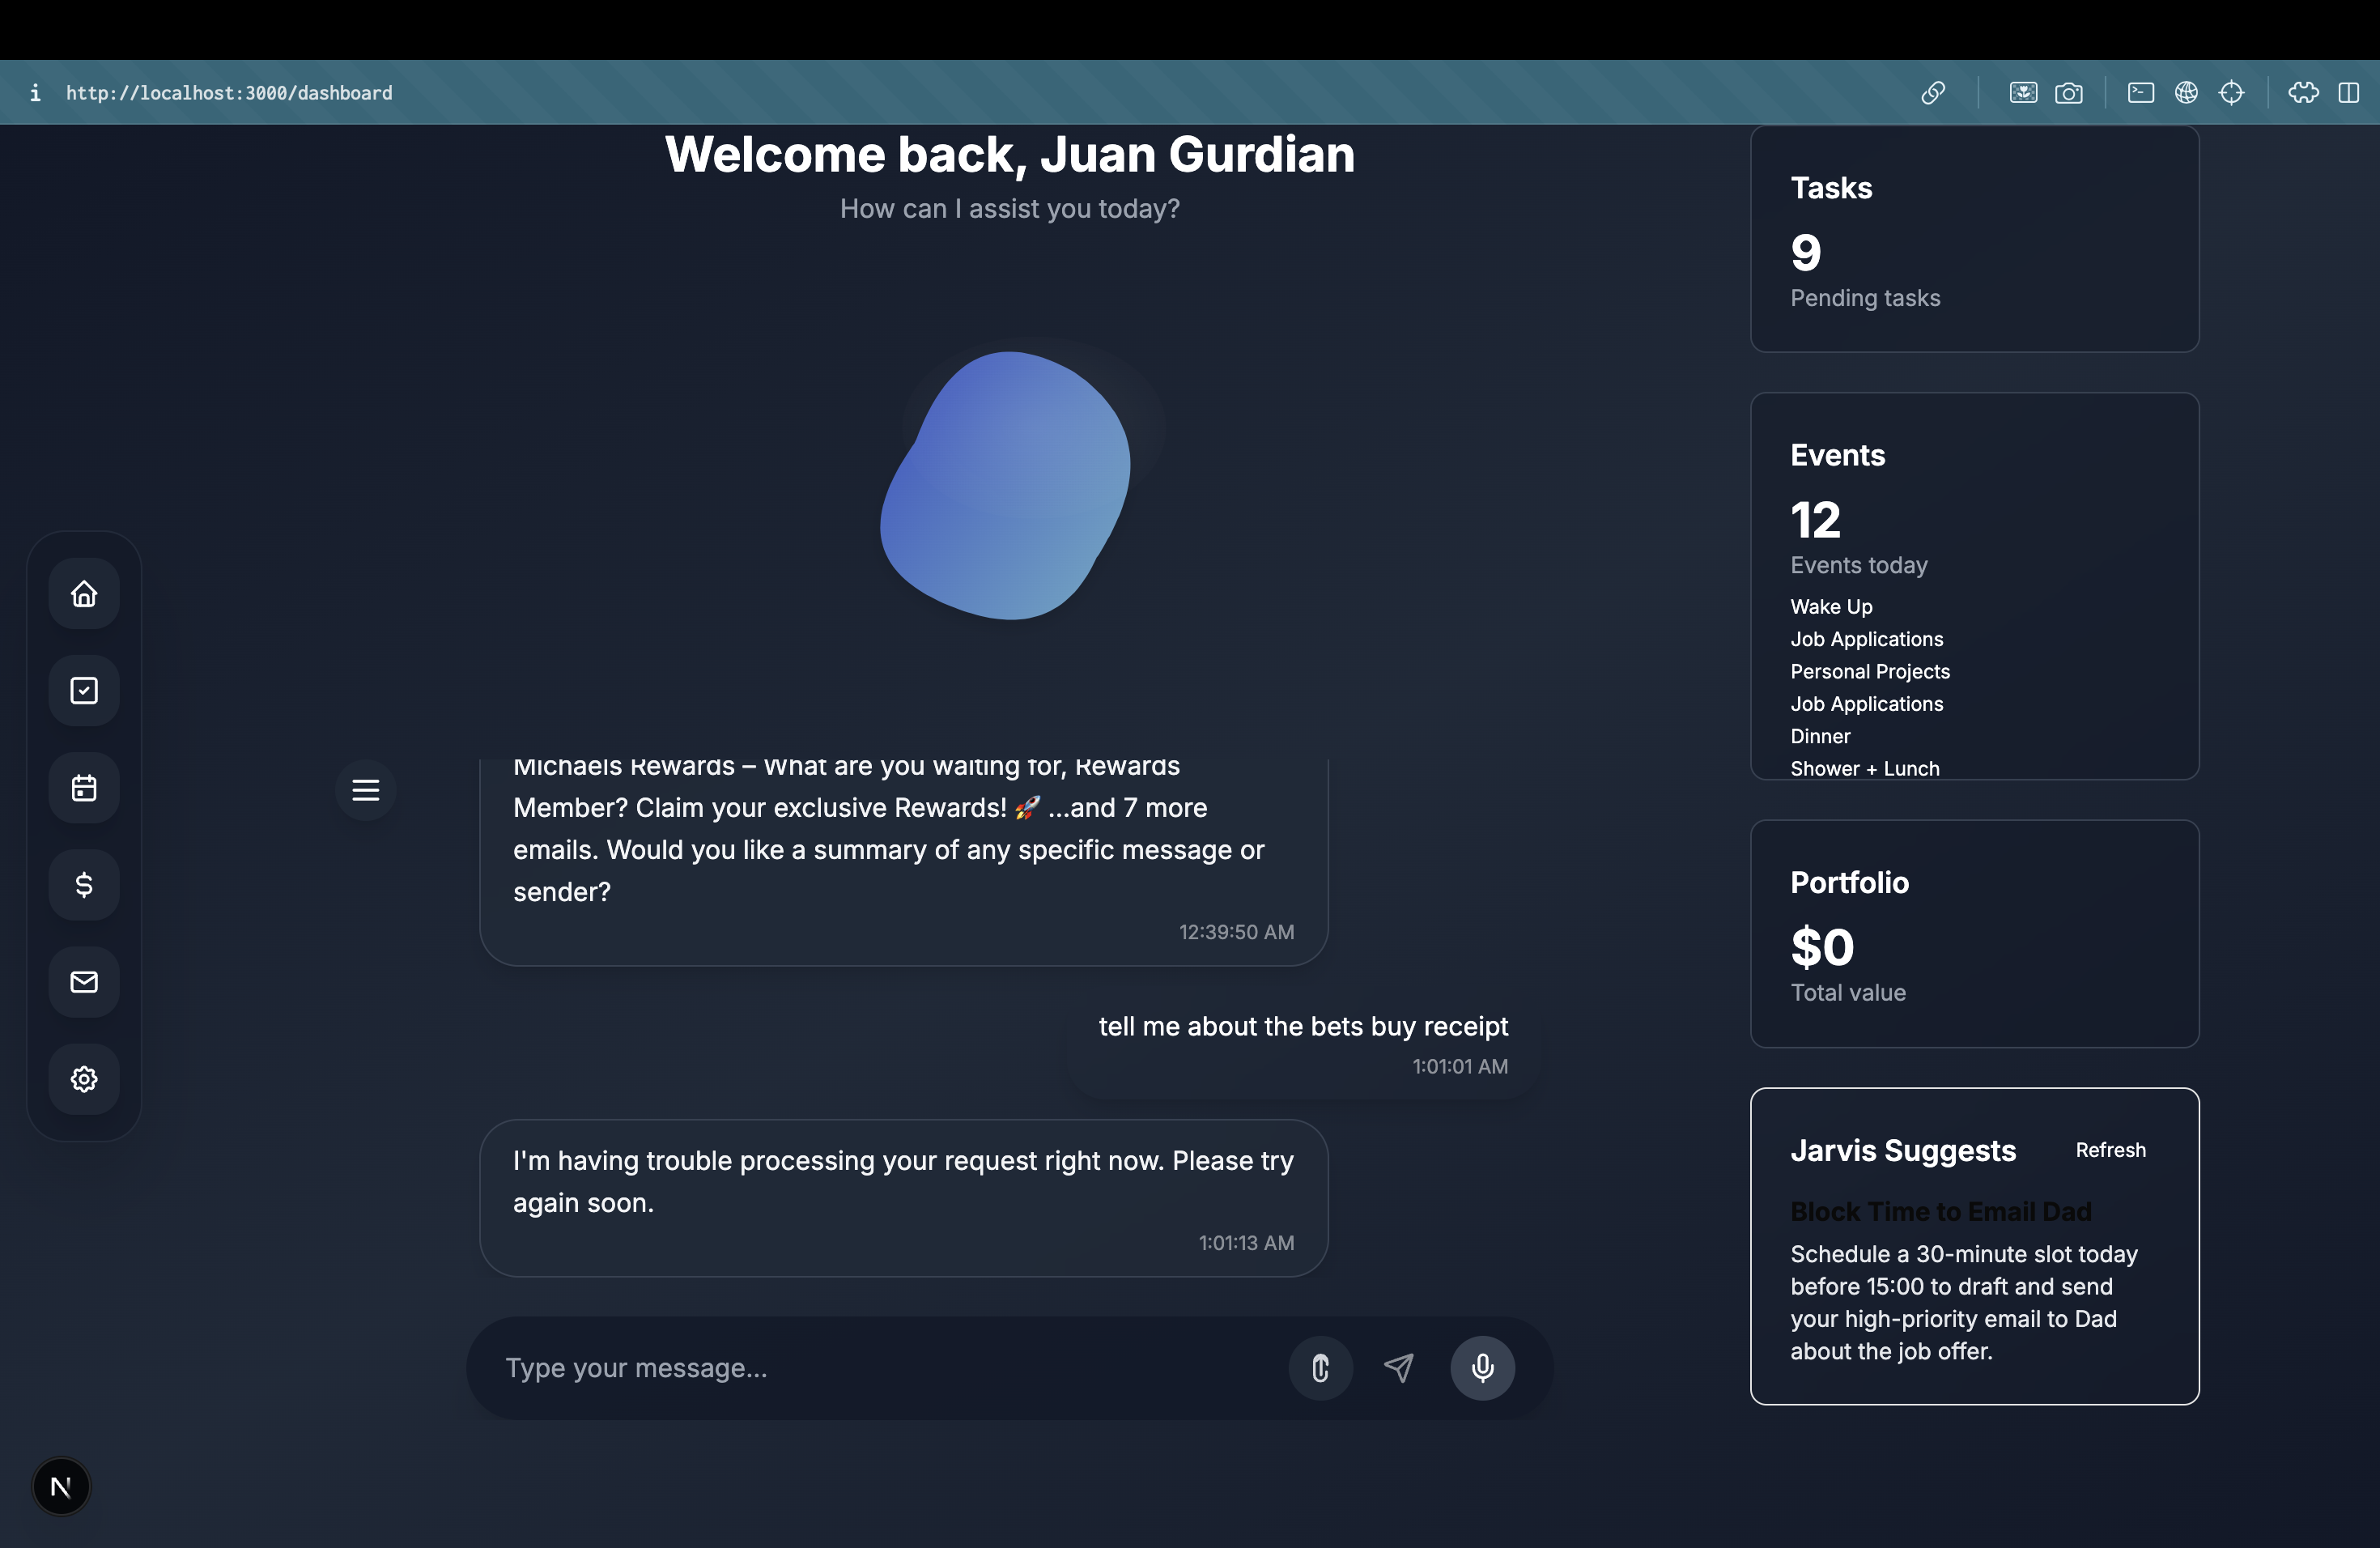 http://localhost:3000/dashboard
Welcome back, Juan Gurdian
How can I assist you today?
Michaels Rewards – What are you waiting for, Rewards
Member? Claim your exclusive Rewards! 🚀 ...and 7 more
emails. Would you like a summary of any specific message or
sender?
12:39:50 AM
tell me about the bets buy receipt
1:01:01 AM
I'm having trouble processing your request right now. Please try
again soon.
1:01:13 AM
Type your message...
Tasks
9
Pending tasks
Events
12
Events today
Wake Up
Job Applications
Personal Projects
Job Applications
Dinner
Shower + Lunch
Portfolio
$0
Total value
Jarvis Suggests
Refresh
Block Time to Email Dad
Schedule a 30-minute slot today
before 15:00 to draft and send
your high-priority email to Dad
about the job offer.
N